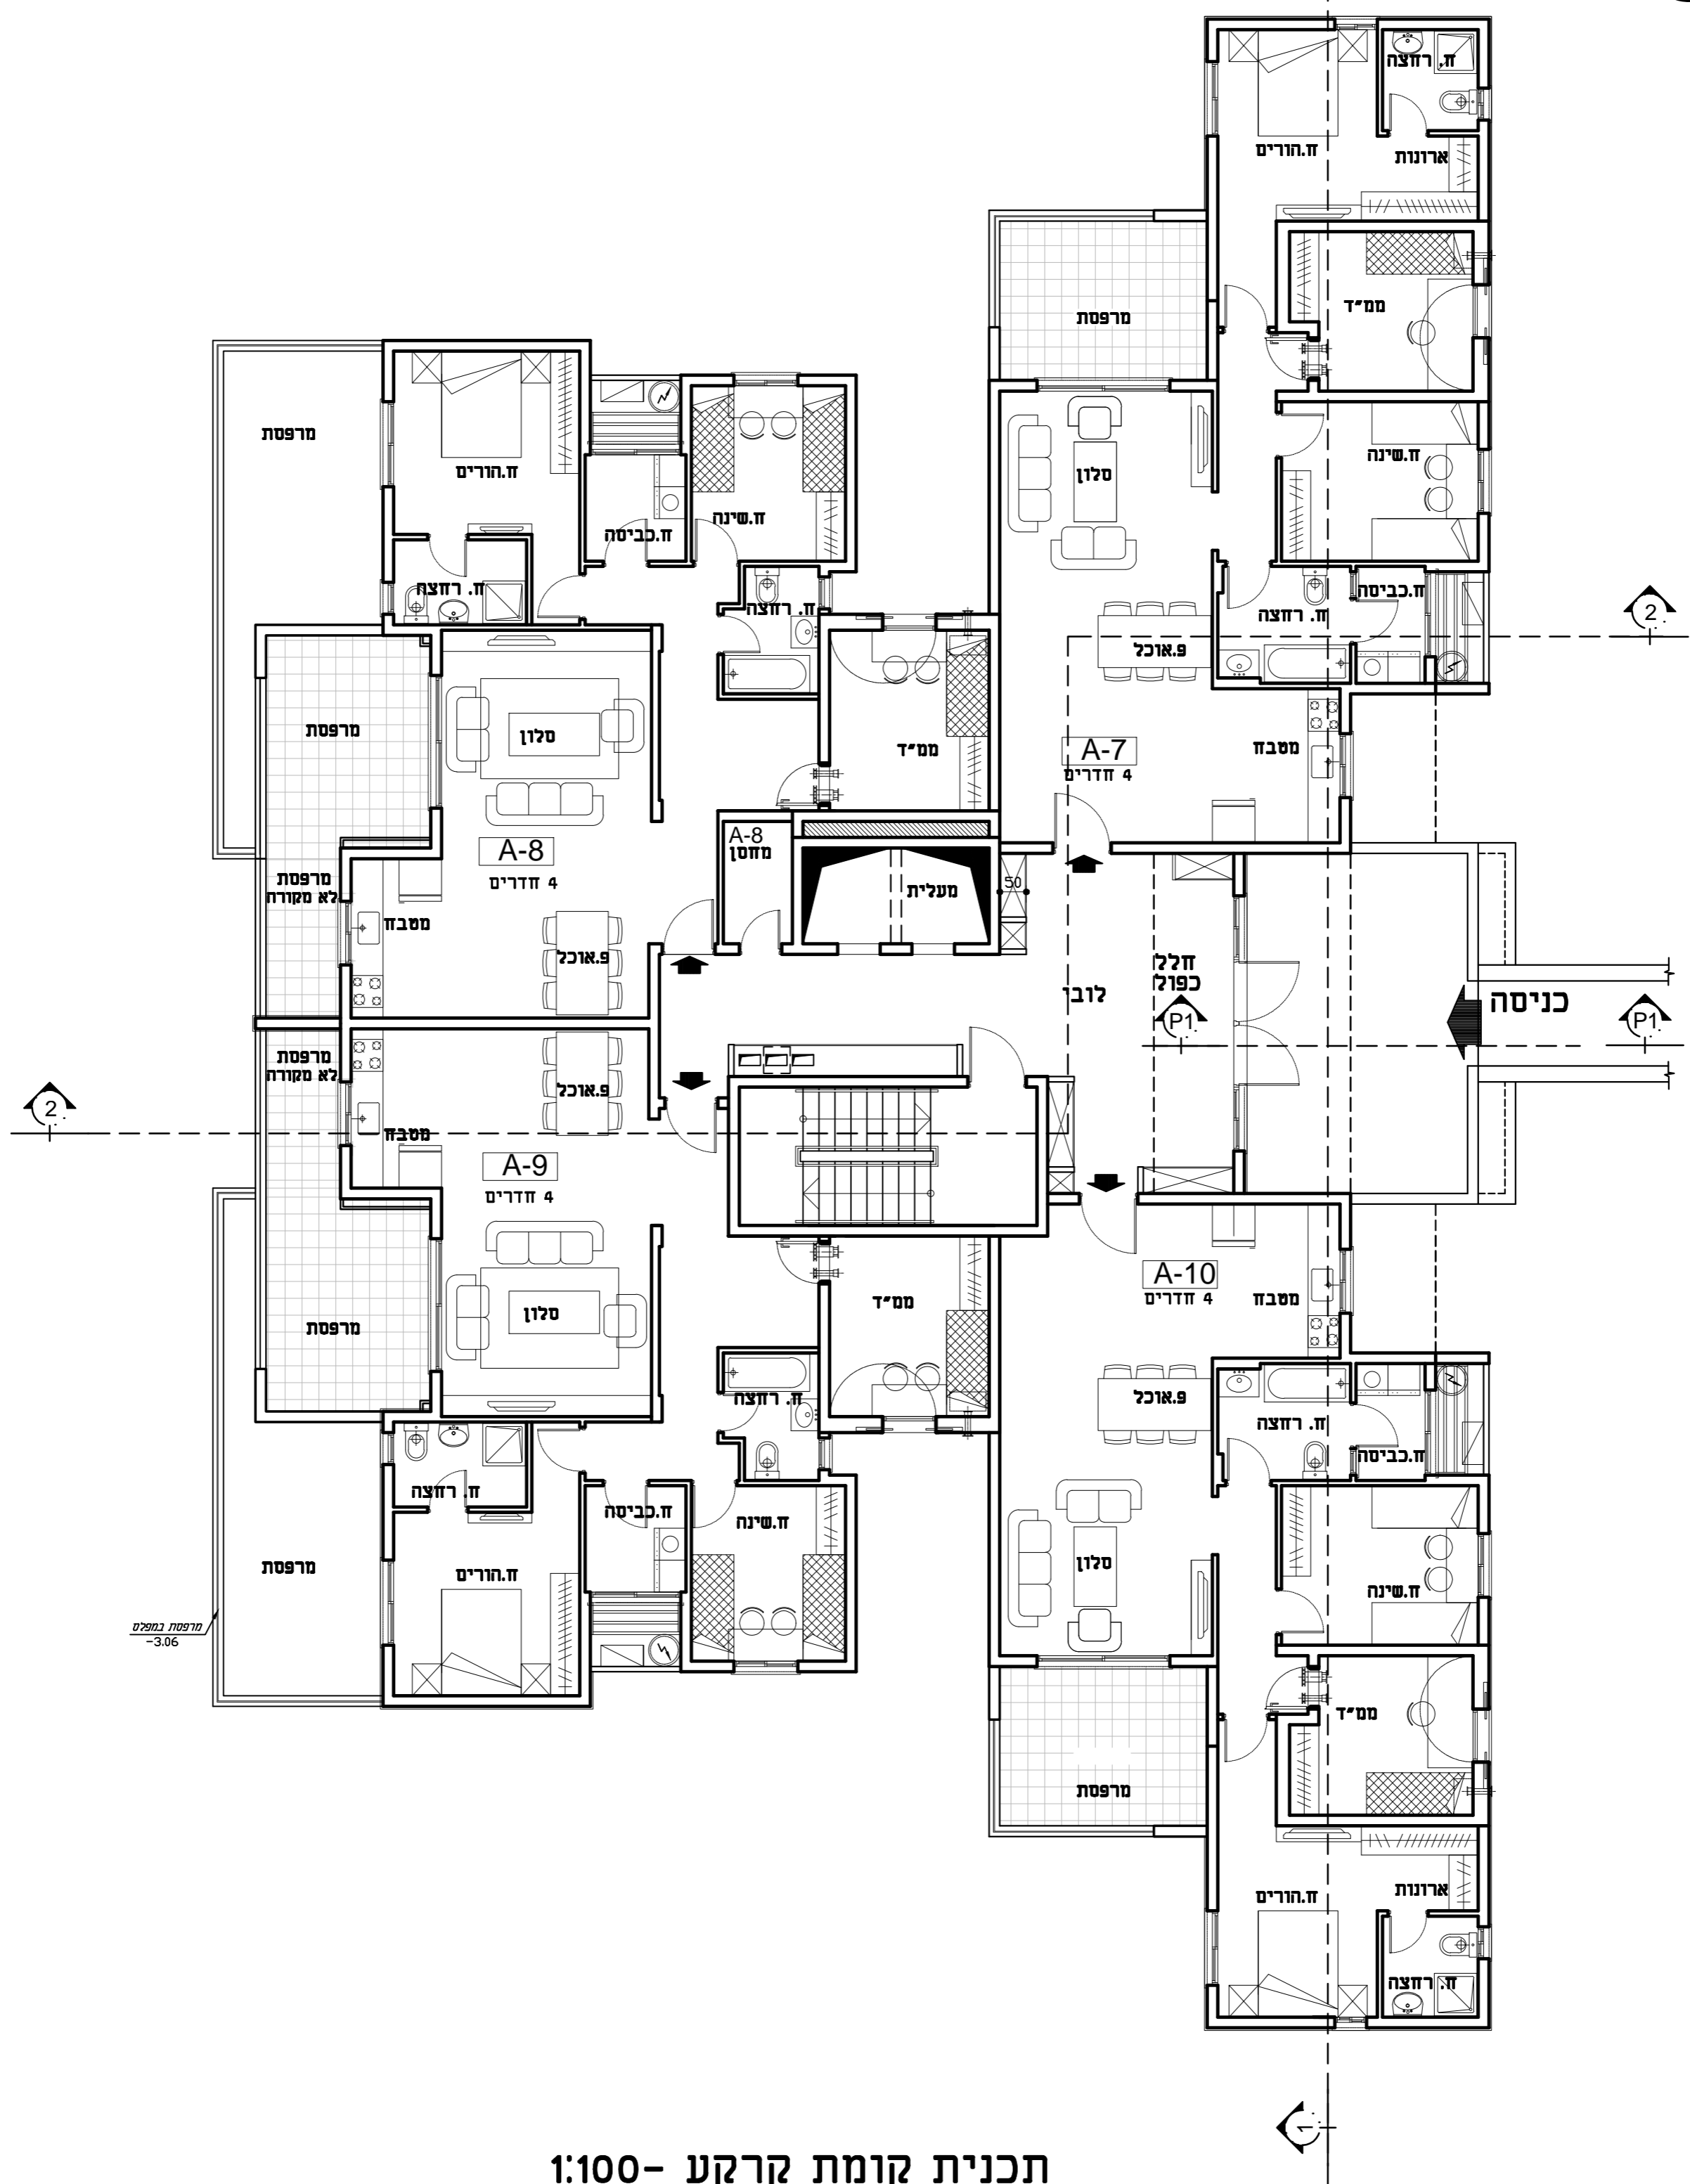 ח. רחצה
ח.הורים
ארונות
ממ״ד
מרפסת
ח.שינה
סלון
ח.כביסה
ח. רחצה
פ.אוכל
2
A-7
4 חדרים
מטבח
מרפסת
ח.הורים
ח.כביסה
ח.שינה
ח. רחצה
ח. רחצה
מרפסת
סלון
ממ״ד
A-8
4 חדרים
A-8
מחסן
מעלית
50
מרפסת
לא מקורה
מטבח
פ.אוכל
לובי
חלל
כפול
P1.
כניסה
P1.
מרפסת
לא מקורה
מטבח
פ.אוכל
2
A-9
4 חדרים
סלון
מרפסת
ממ״ד
A-10
4 חדרים
מטבח
ח. רחצה
פ.אוכל
ח. רחצה
ח.כביסה
ח. רחצה
ח.כביסה
ח.שינה
מרפסת
ח.הורים
סלון
ח.שינה
מרפסת במפלס
-3.06
ממ״ד
מרפסת
ח.הורים
ארונות
ח. רחצה
1
תכנית קומת קרקע -1:100